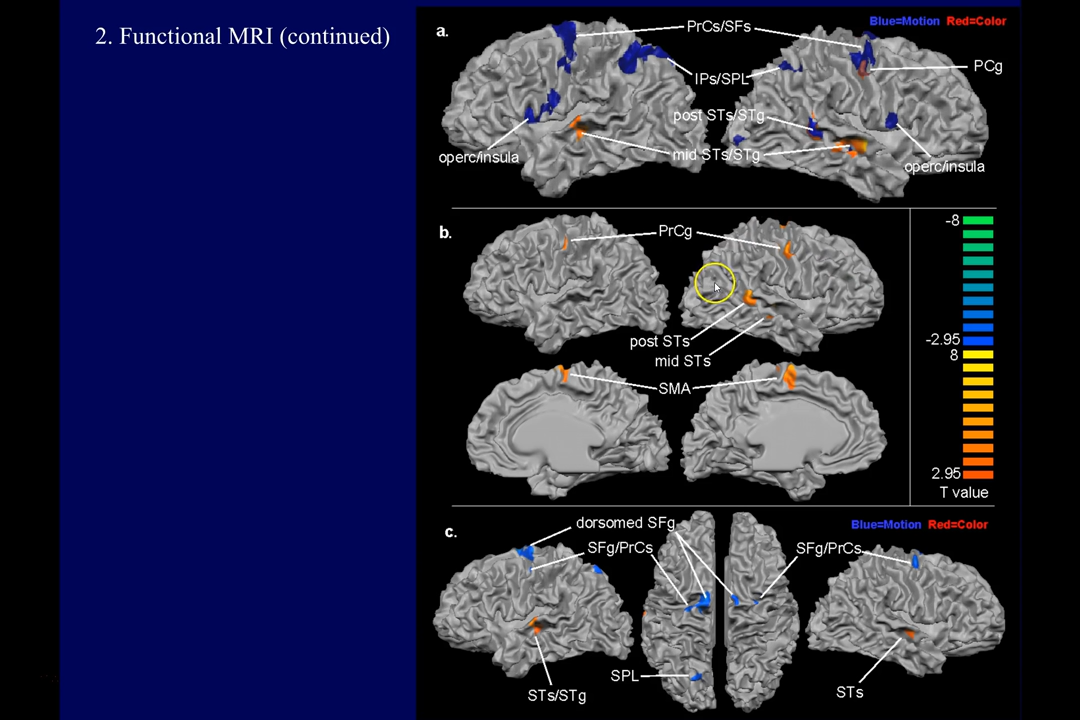 2. Functional MRI (continued)
a.
Blue=Motion Red=Color
PrCs/SFs
PCg
IPs/SPL
post STs/STg
mid STs/STg
operc/insula
operc/insula
b.
PrCg
post STs
mid STs
SMA
-8
-2.95
8
2.95
T value
c.
Blue=Motion Red=Color
dorsomed SFg
SFg/PrCs
SFg/PrCs
SPL
STs/STg
STs